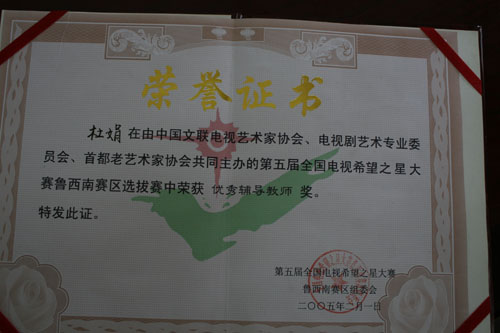 荣誉证书
杜娟 在由中国文联电视艺术家协会、电视剧艺术专业委
员会、首都老艺术家协会共同主办的第五届全国电视希望之星大
赛鲁西南赛区选拔赛中荣获 优秀辅导教师 奖。
特发此证。
第五届全国电视希望之星大赛
鲁西南赛区组委会
二〇〇五年二月一日